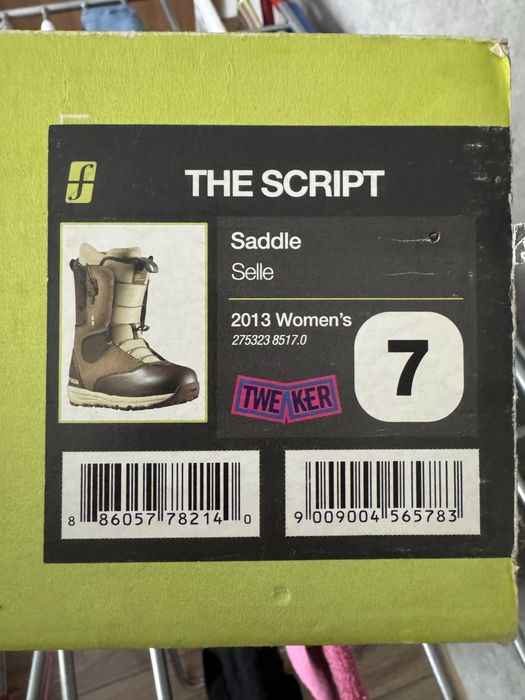 f
THE SCRIPT
Saddle
Selle
2013 Women's
275323 8517.0
7
TWEAKER
8 86057 78214 0
9 009004 565783